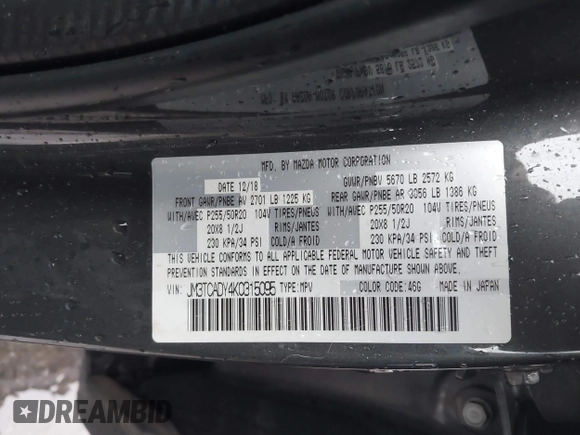 MFD. BY MAZDA MOTOR CORPORATION
DATE 12/18 GVWR/PNBV 5670 LB 2572 KG
FRONT GAWR/PNBE AV 2701 LB 1225 KG REAR GAWR/PNBE AR 3056 LB 1386 KG
WITH/AVEC P255/50R20 104V TIRES/PNEUS WITH/AVEC P255/50R20 104V TIRES/PNEUS
20X8 1/2J RIMS/JANTES 20X8 1/2J RIMS/JANTES
230 KPA/34 PSI COLD/A FROID 230 KPA/34 PSI COLD/A FROID
THIS VEHICLE CONFORMS TO ALL APPLICABLE FEDERAL MOTOR VEHICLE SAFETY, BUMPER, AND THEFT
PREVENTION STANDARDS IN EFFECT ON THE DATE OF MANUFACTURE SHOWN ABOVE.
VIN: JM3TCADY4K0315095 TYPE:MPV COLOR CODE:46G MADE IN JAPAN
DREAMBID